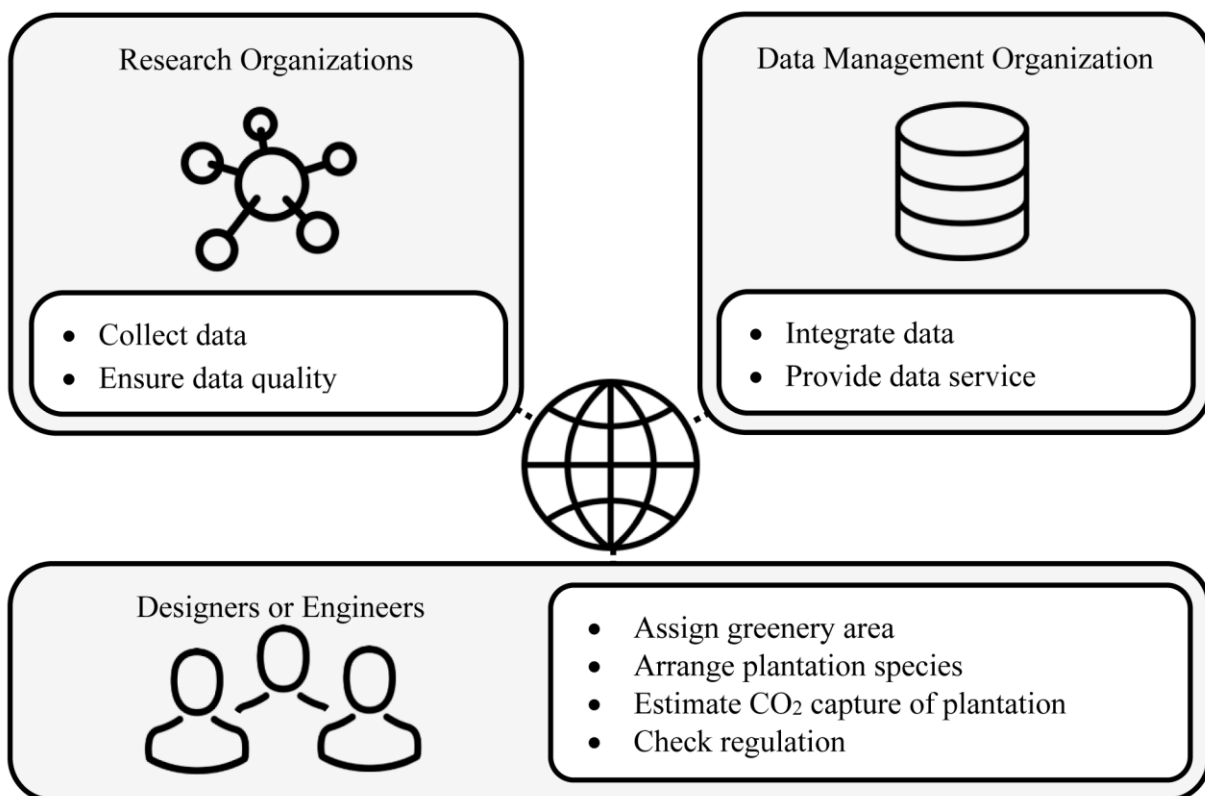 Research Organizations
• Collect data
• Ensure data quality
Data Management Organization
• Integrate data
• Provide data service
Designers or Engineers
• Assign greenery area
• Arrange plantation species
• Estimate CO₂ capture of plantation
• Check regulation